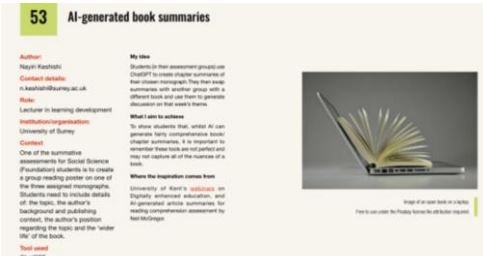 53
AI-generated book summaries
Author:
Nayiri Keshishi
Contact details:
n.keshishi@surrey.ac.uk
Role:
Lecturer in learning development
Institution/organisation:
University of Surrey
Context
One of the summative
assessments for Social Science
(Foundation) students is to create
a group reading poster on one of
the three assigned monographs.
Students need to include details
of: the topic, the author's
background and publishing
context, the author's position
regarding the topic and the 'wider
life' of the book.
Tool used
My idea
Students (in their assessment groups) use
ChatGPT to create chapter summaries of
their chosen monograph. They then swap
summaries with another group with a
different book and use them to generate
discussion on that week's theme.
What I aim to achieve
To show students that, whilst AI can
generate fairly comprehensive book/
chapter summaries, it is important to
remember these tools are not perfect and
may not capture all of the nuances of a
book.
Where the inspiration comes from
University of Kent's webinars on
Digitally enhanced education, and
AI-generated article summaries for
reading comprehension assessment by
Neil McGregor.
Image of an open book on a laptop
Free to use under the Pixabay license No attribution required